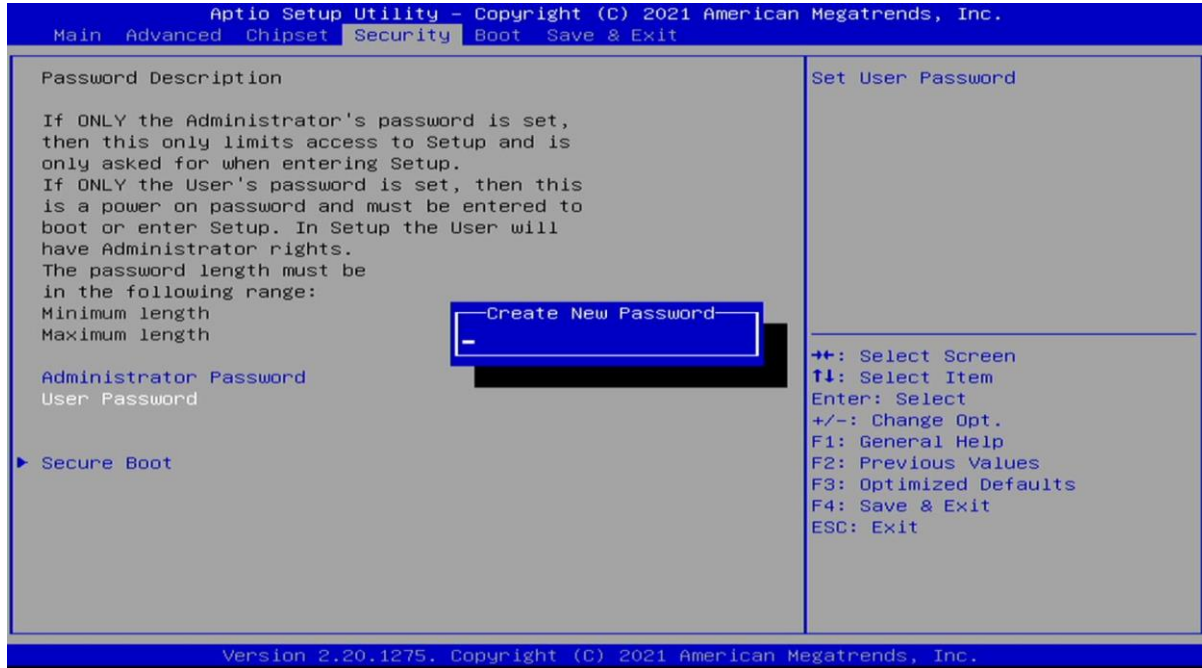 Aptio Setup Utility – Copyright (C) 2021 American Megatrends, Inc.
Main Advanced Chipset Security Boot Save & Exit
Password Description
If ONLY the Administrator's password is set,
then this only limits access to Setup and is
only asked for when entering Setup.
If ONLY the User's password is set, then this
is a power on password and must be entered to
boot or enter Setup. In Setup the User will
have Administrator rights.
The password length must be
in the following range:
Minimum length
Maximum length
Administrator Password
User Password
Secure Boot
Create New Password
Set User Password
→←: Select Screen
↑↓: Select Item
Enter: Select
+/-: Change Opt.
F1: General Help
F2: Previous Values
F3: Optimized Defaults
F4: Save & Exit
ESC: Exit
Version 2.20.1275. Copyright (C) 2021 American Megatrends, Inc.